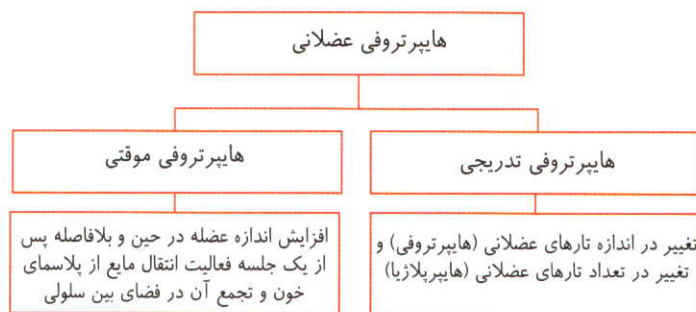 هایپرتروفی عضلانی
هایپرتروفی تدریجی
هایپرتروفی موقتی
تغییر در اندازه تارهای عضلانی (هایپرتروفی) و
تغییر در تعداد تارهای عضلانی (هایپرپلاژیا)
افزایش اندازه عضله در حین و بلافاصله پس
از یک جلسه فعالیت انتقال مایع از پلاسمای
خون و تجمع آن در فضای بین سلولی